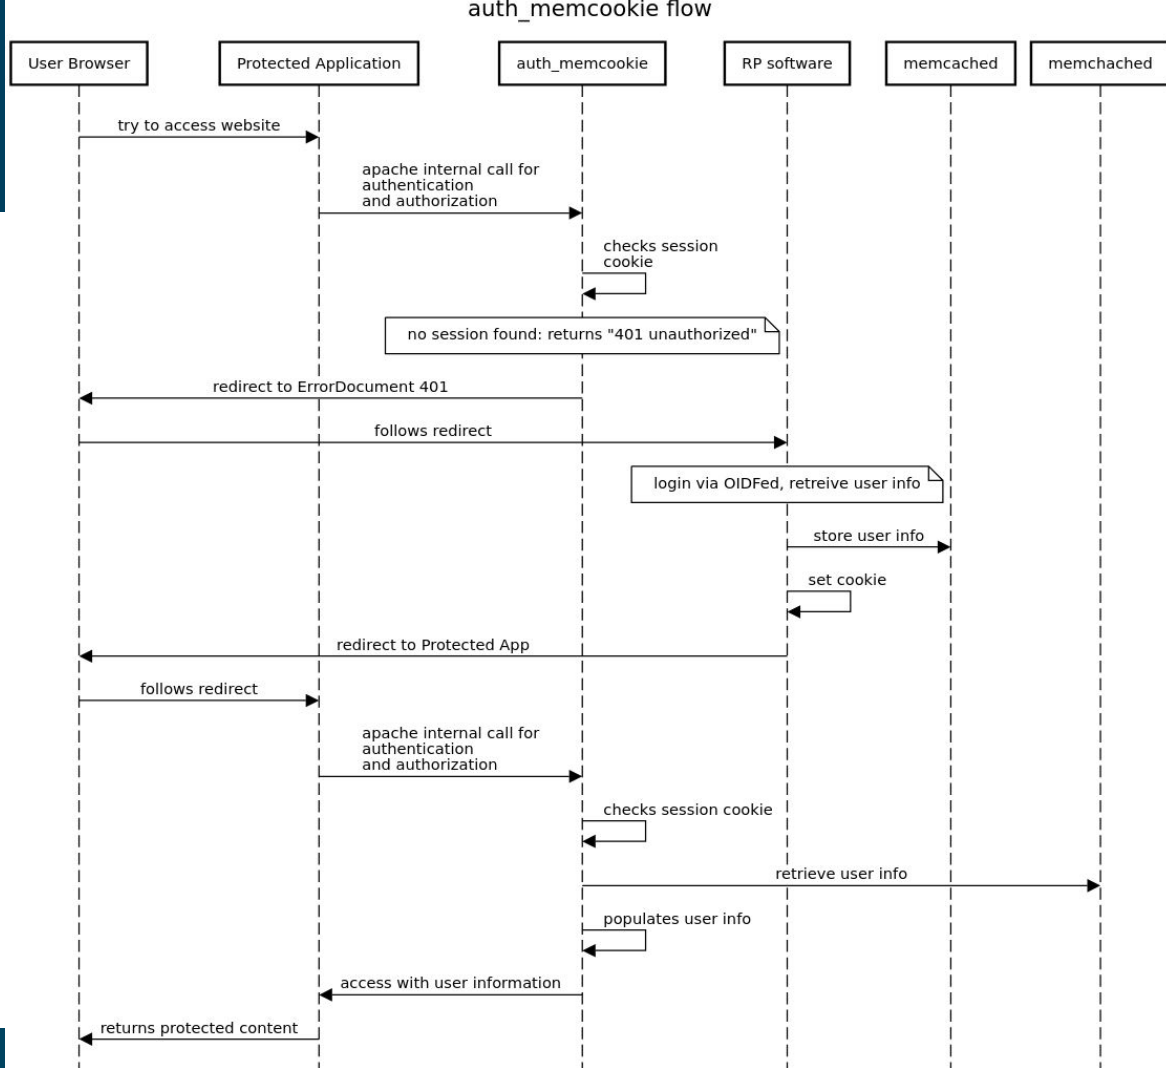 auth_memcookie flow
User Browser
Protected Application
auth_memcookie
RP software
memcached
memchached
try to access website
apache internal call for
authentication
and authorization
checks session
cookie
no session found: returns "401 unauthorized"
redirect to ErrorDocument 401
follows redirect
login via OIDFed, retreive user info
store user info
set cookie
redirect to Protected App
follows redirect
apache internal call for
authentication
and authorization
checks session cookie
retrieve user info
populates user info
access with user information
returns protected content